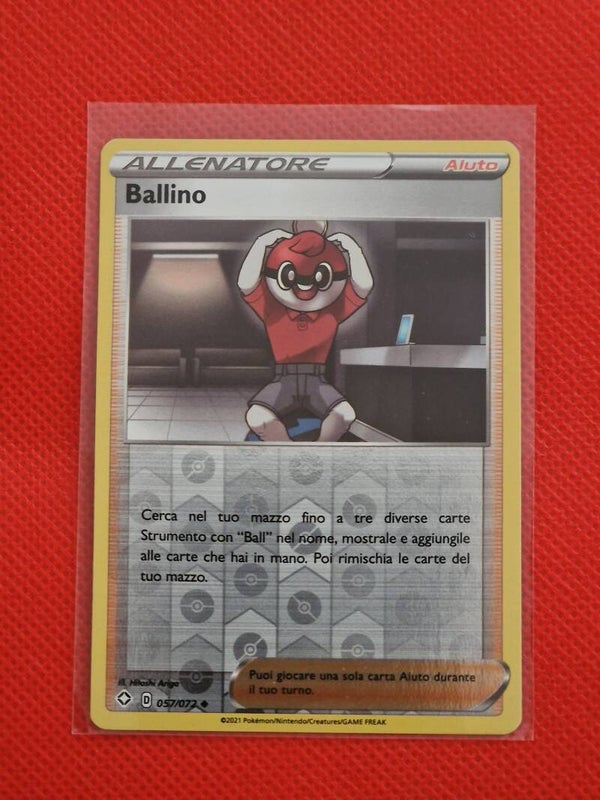 ALLENATORE Aiuto
Ballino
Cerca nel tuo mazzo fino a tre diverse carte
Strumento con “Ball” nel nome, mostrale e aggiungile
alle carte che hai in mano. Poi rimischia le carte del
tuo mazzo.
Puoi giocare una sola carta Aiuto durante
il tuo turno.
Ill. Hitoshi Ariga
D 057/072
©2021 Pokémon/Nintendo/Creatures/GAME FREAK